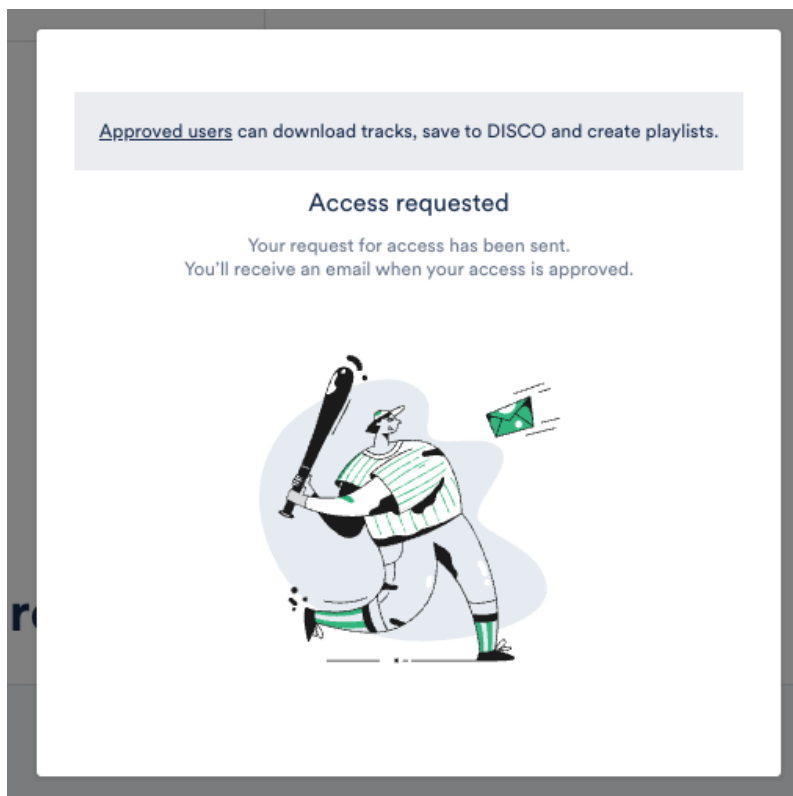 Approved users can download tracks, save to DISCO and create playlists.
Access requested
Your request for access has been sent.
You’ll receive an email when your access is approved.